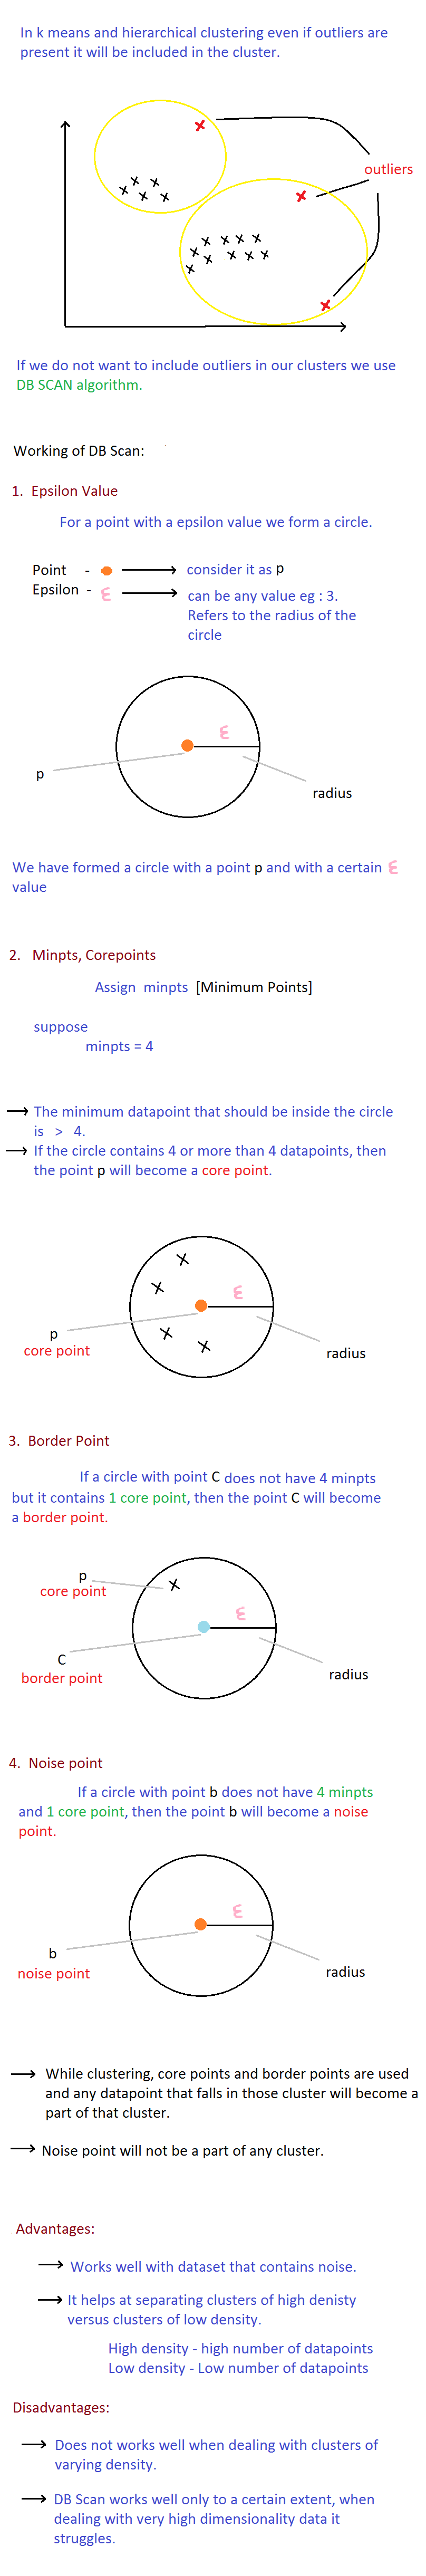 In k means and hierarchical clustering even if outliers are
present it will be included in the cluster.
outliers
If we do not want to include outliers in our clusters we use
DB SCAN algorithm.
Working of DB Scan:
1. Epsilon Value
For a point with a epsilon value we form a circle.
Point - consider it as p
Epsilon - ε can be any value eg : 3.
Refers to the radius of the
circle
ε
p
radius
We have formed a circle with a point p and with a certain ε
value
2. Minpts, Corepoints
Assign minpts [Minimum Points]
suppose
minpts = 4
The minimum datapoint that should be inside the circle
is > 4.
If the circle contains 4 or more than 4 datapoints, then
the point p will become a core point.
ε
p
core point
radius
3. Border Point
If a circle with point C does not have 4 minpts
but it contains 1 core point, then the point C will become
a border point.
p
core point
ε
C
border point
radius
4. Noise point
If a circle with point b does not have 4 minpts
and 1 core point, then the point b will become a noise
point.
ε
b
noise point
radius
While clustering, core points and border points are used
and any datapoint that falls in those cluster will become a
part of that cluster.
Noise point will not be a part of any cluster.
Advantages:
Works well with dataset that contains noise.
It helps at separating clusters of high denisty
versus clusters of low density.
High density - high number of datapoints
Low density - Low number of datapoints
Disadvantages:
Does not works well when dealing with clusters of
varying density.
DB Scan works well only to a certain extent, when
dealing with very high dimensionality data it
struggles.